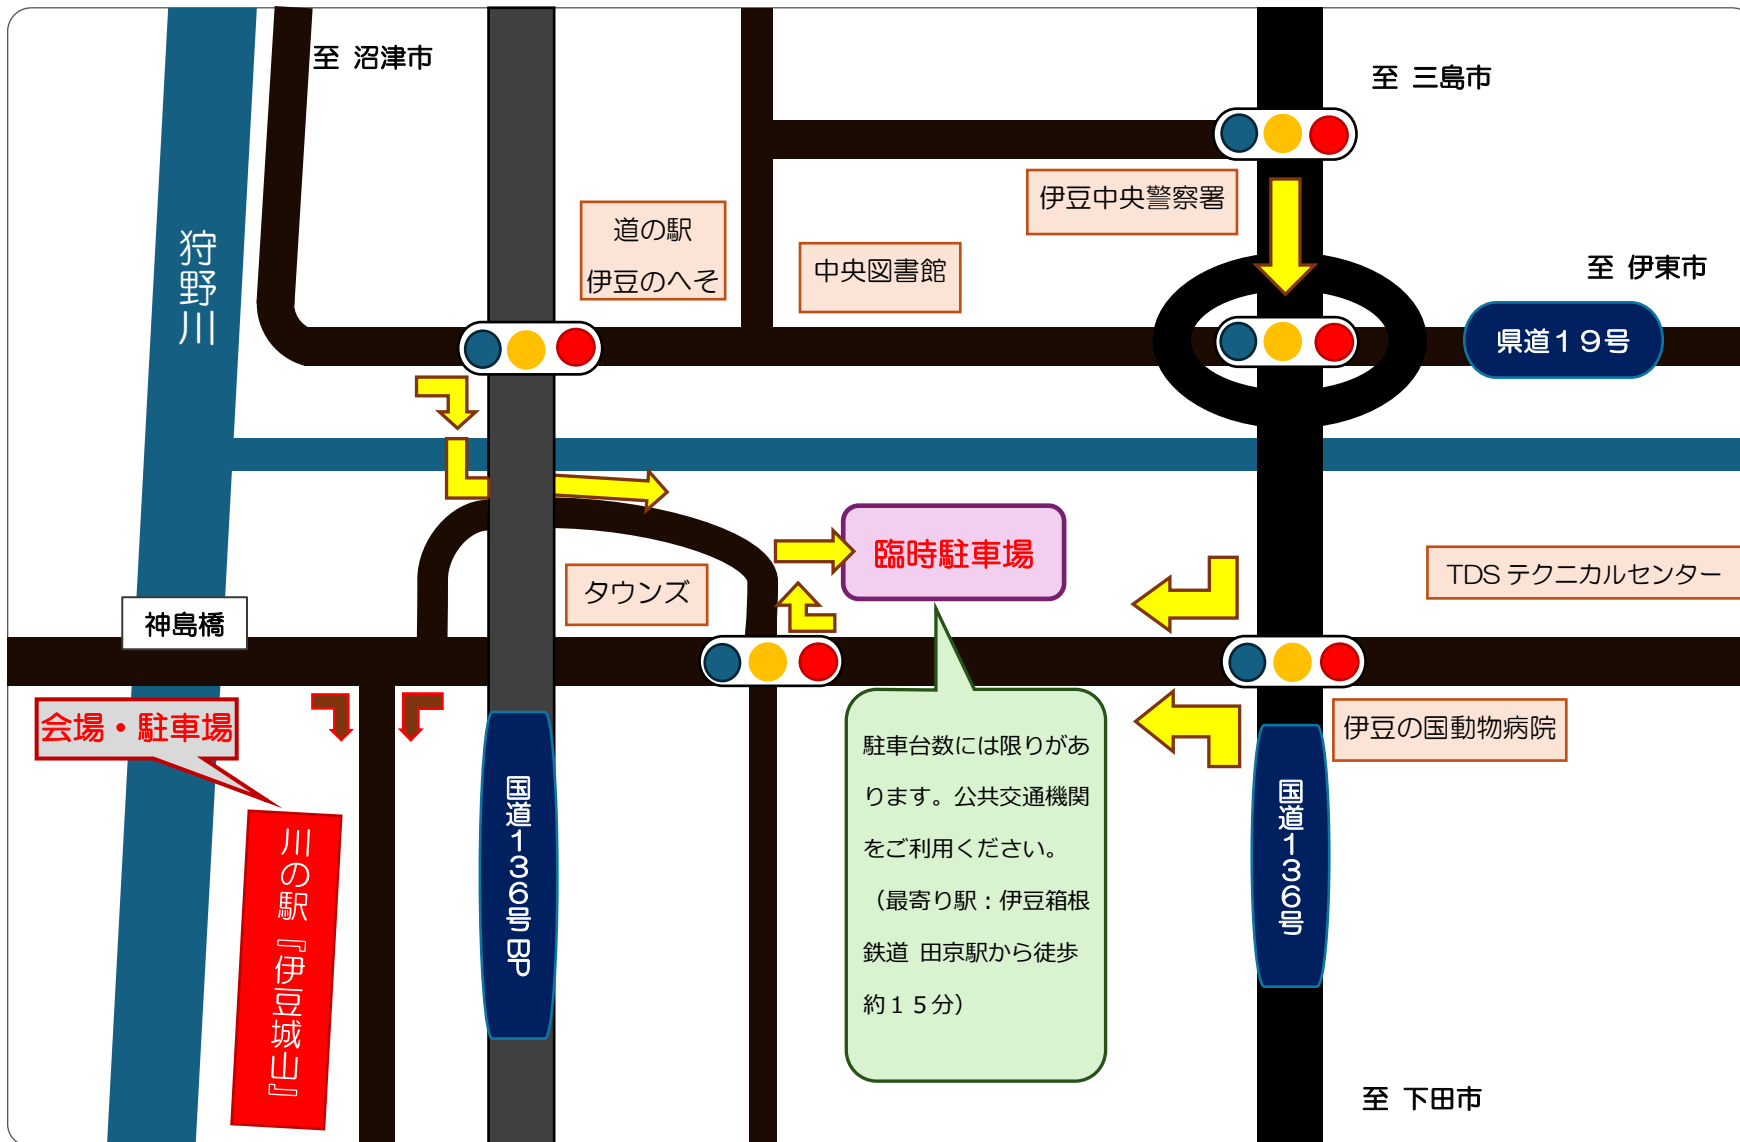 至 沼津市
至 三島市
伊豆中央警察署
道の駅
伊豆のへそ
中央図書館
至 伊東市
狩野川
県道１９号
臨時駐車場
TDS テクニカルセンター
タウンズ
神島橋
会場・駐車場
伊豆の国動物病院
駐車台数には限りがあ
ります。公共交通機関
をご利用ください。
（最寄り駅：伊豆箱根
鉄道 田京駅から徒歩
約１５分）
国道１３６号 BP
国道１３６号
川の駅『伊豆城山』
至 下田市